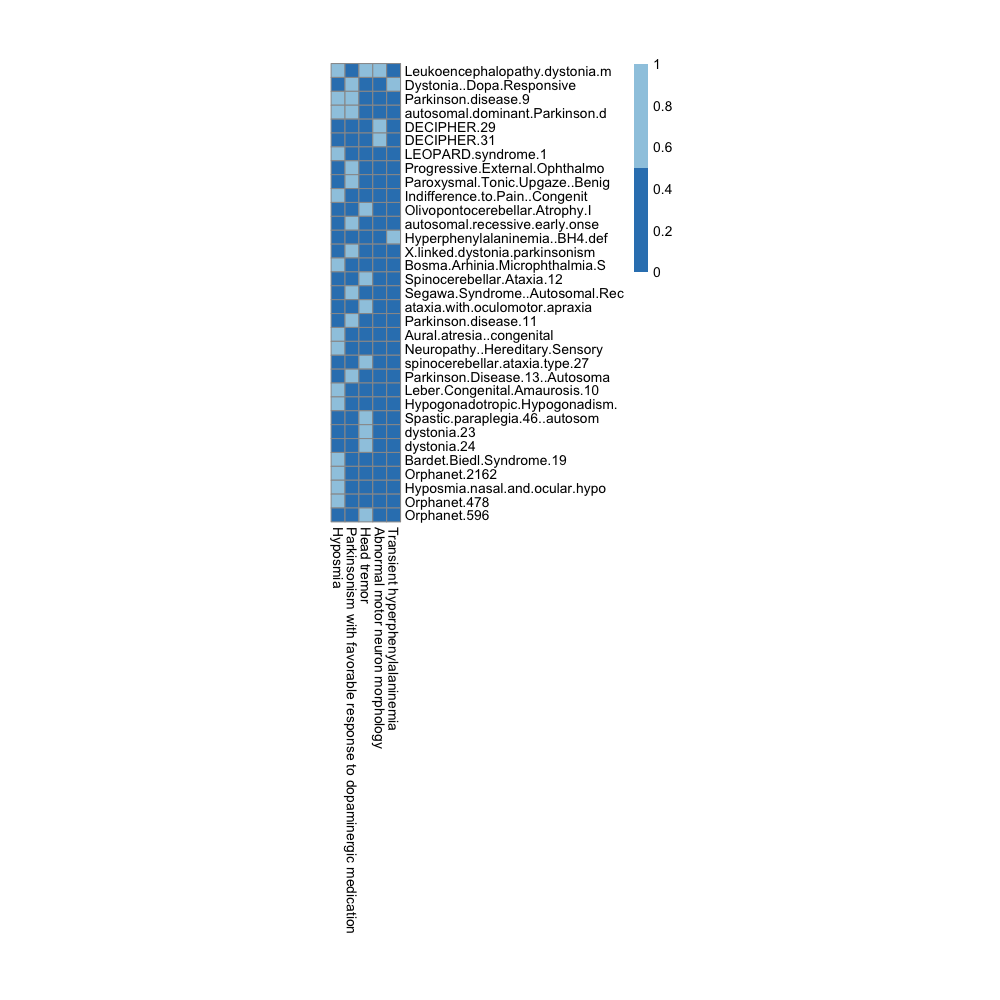 Leukoencephalopathy.dystonia.m
Dystonia..Dopa.Responsive
Parkinson.disease.9
autosomal.dominant.Parkinson.d
DECIPHER.29
DECIPHER.31
LEOPARD.syndrome.1
Progressive.External.Ophthalmo
Paroxysmal.Tonic.Upgaze..Benig
Indifference.to.Pain..Congenit
Olivopontocerebellar.Atrophy.I
autosomal.recessive.early.onse
Hyperphenylalaninemia..BH4.def
X.linked.dystonia.parkinsonism
Bosma.Arhinia.Microphthalmia.S
Spinocerebellar.Ataxia.12
Segawa.Syndrome..Autosomal.Rec
ataxia.with.oculomotor.apraxia
Parkinson.disease.11
Aural.atresia..congenital
Neuropathy..Hereditary.Sensory
spinocerebellar.ataxia.type.27
Parkinson.Disease.13..Autosoma
Leber.Congenital.Amaurosis.10
Hypogonadotropic.Hypogonadism.
Spastic.paraplegia.46..autosom
dystonia.23
dystonia.24
Bardet.Biedl.Syndrome.19
Orphanet.2162
Hyposmia.nasal.and.ocular.hypo
Orphanet.478
Orphanet.596
1
0.8
0.6
0.4
0.2
0
Hyposmia
Parkinsonism with favorable response to dopaminergic medication
Head tremor
Abnormal motor neuron morphology
Transient hyperphenylalaninemia